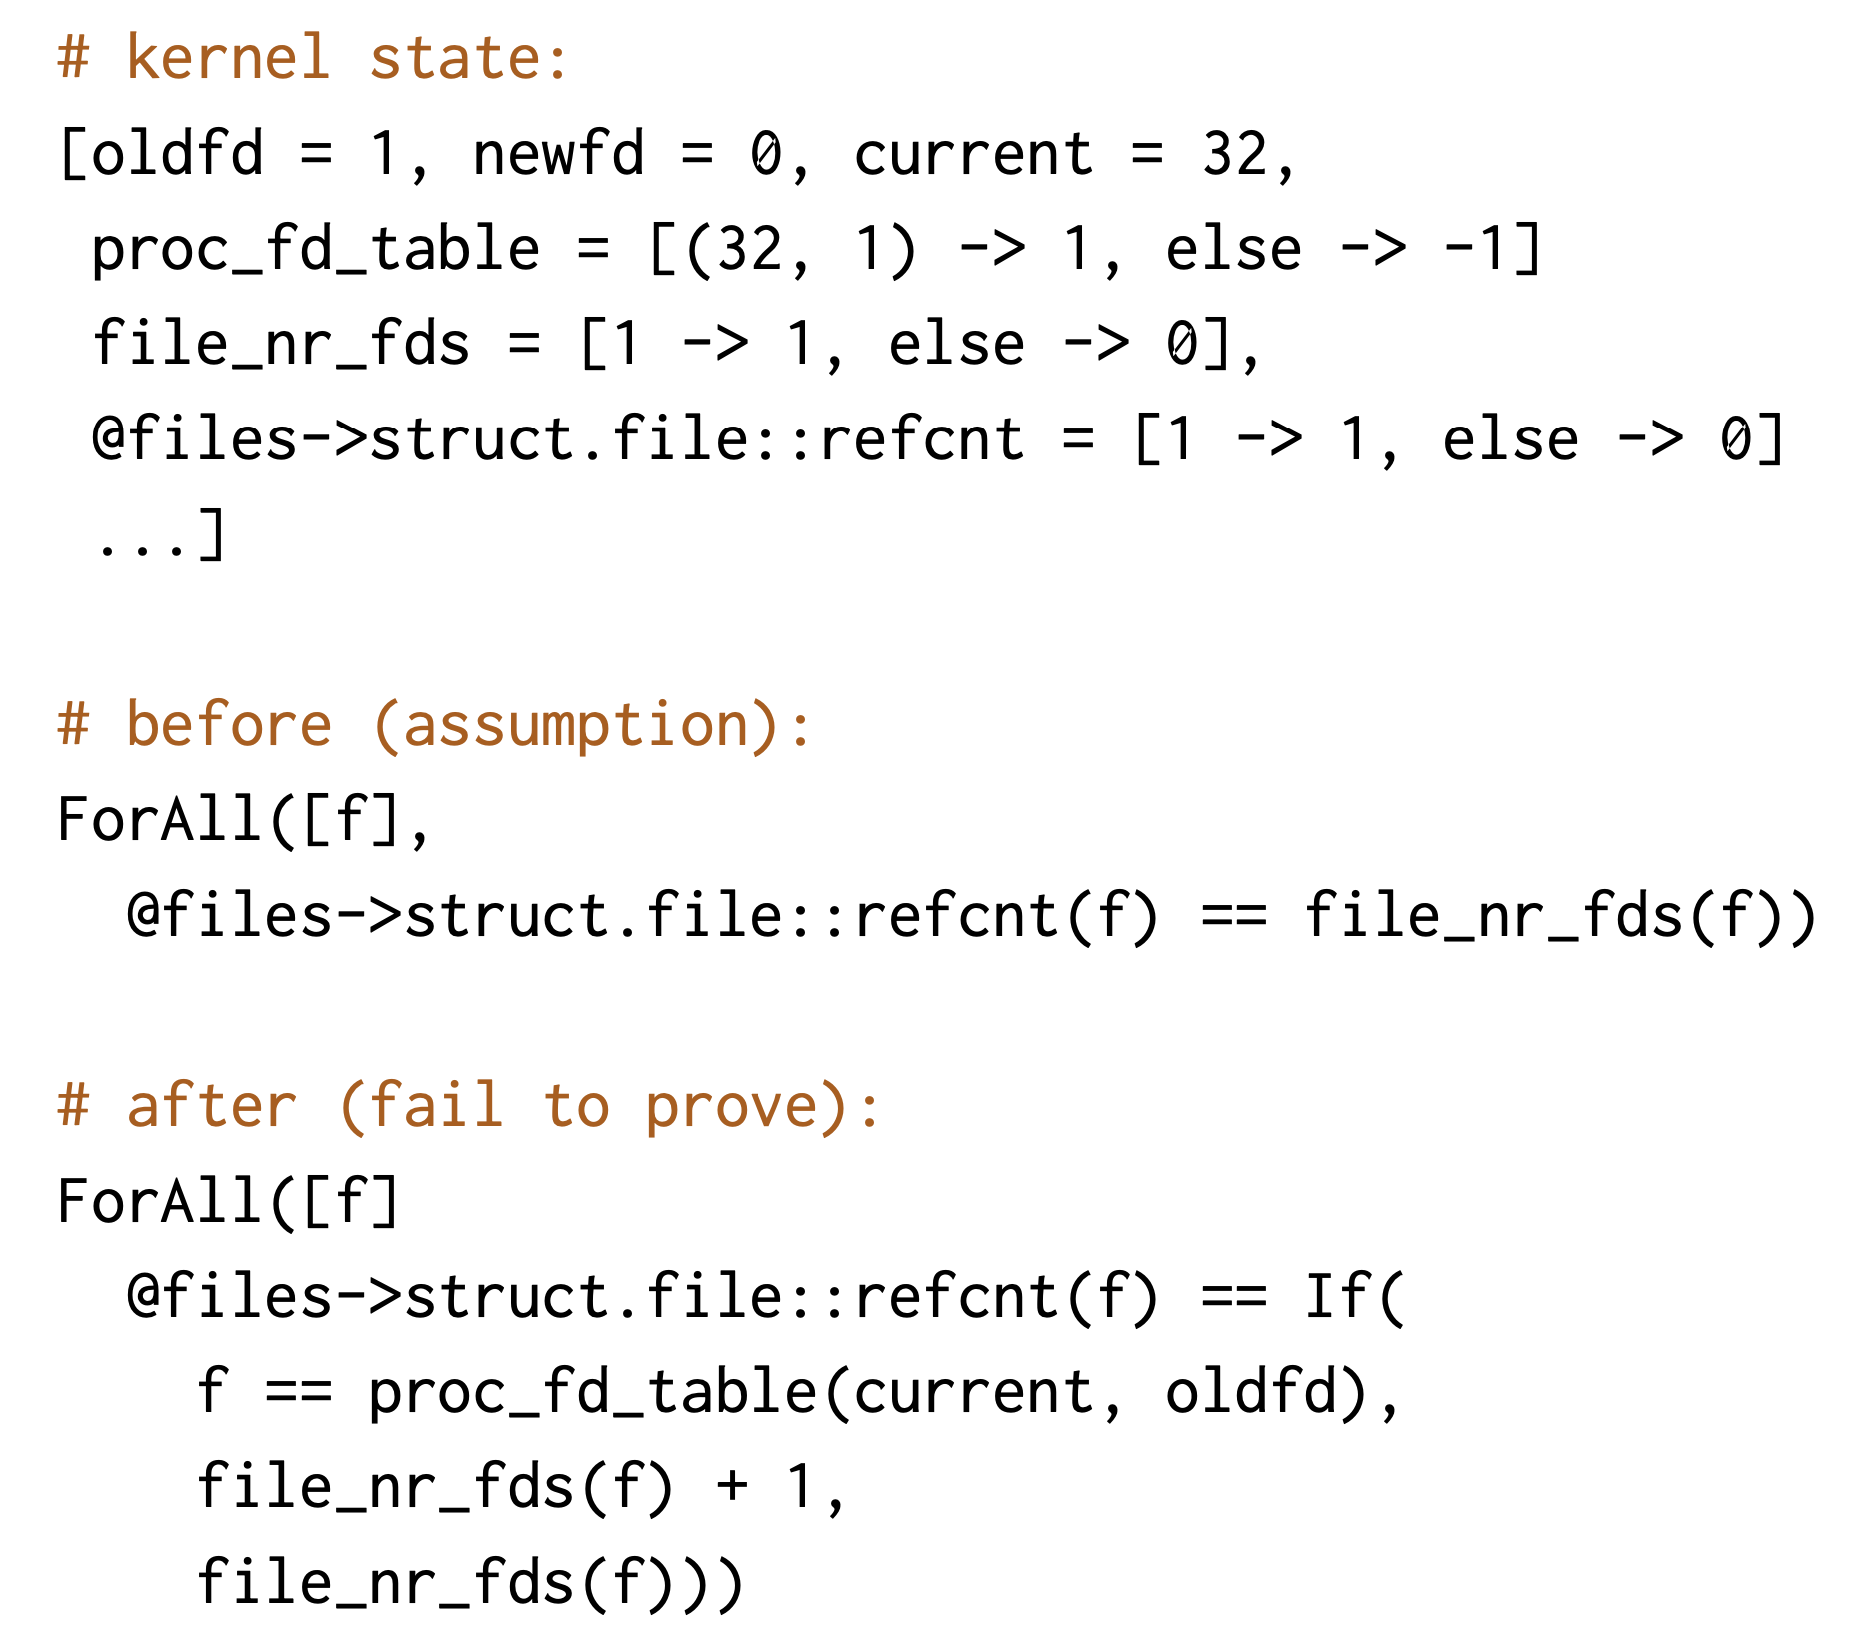 # kernel state:
[oldfd = 1, newfd = 0, current = 32,
 proc_fd_table = [(32, 1) -> 1, else -> -1]
 file_nr_fds = [1 -> 1, else -> 0],
 @files->struct.file::refcnt = [1 -> 1, else -> 0]
 ...]

# before (assumption):
ForAll([f],
  @files->struct.file::refcnt(f) == file_nr_fds(f))

# after (fail to prove):
ForAll([f]
  @files->struct.file::refcnt(f) == If(
    f == proc_fd_table(current, oldfd),
    file_nr_fds(f) + 1,
    file_nr_fds(f)))